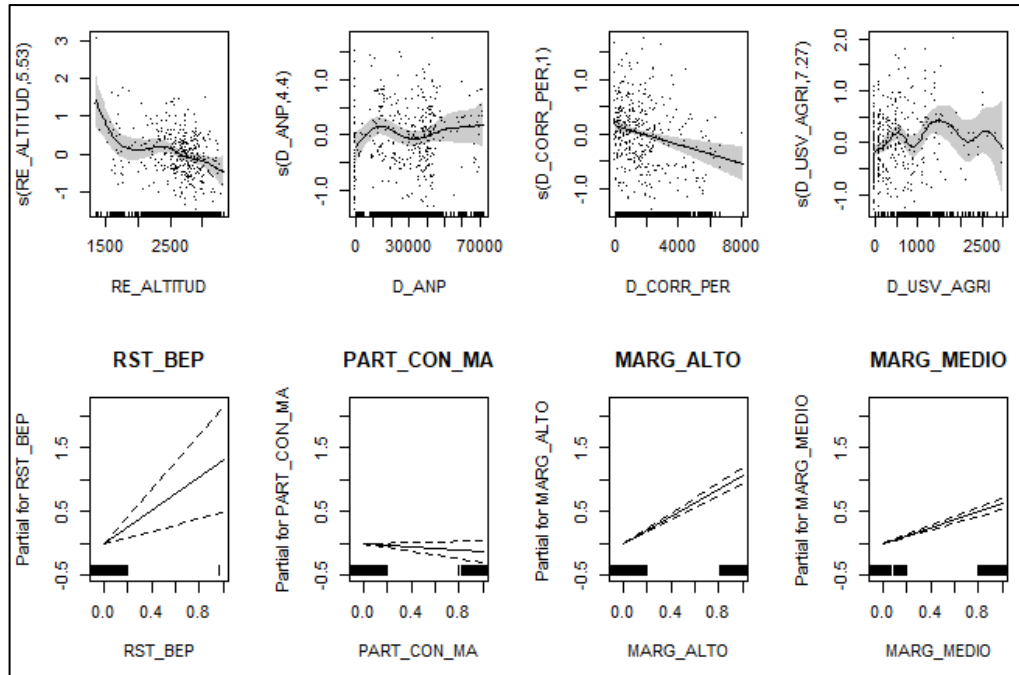 s(RE_ALTITUD,5.53)
3
2
1
0
-1
1500 2500
RE_ALTITUD
s(D_ANP,4.4)
1.0
0.0
-1.0
0 30000 70000
D_ANP
s(D_CORR_PER,1)
1.0
0.0
-1.0
0 4000 8000
D_CORR_PER
s(D_USV_AGRI,7.27)
2.0
1.0
0.0
-1.0
0 1000 2500
D_USV_AGRI
RST_BEP
Partial for RST_BEP
1.5
0.5
-0.5
0.0 0.4 0.8
RST_BEP
PART_CON_MA
Partial for PART_CON_MA
1.5
0.5
-0.5
0.0 0.4 0.8
PART_CON_MA
MARG_ALTO
Partial for MARG_ALTO
1.5
0.5
-0.5
0.0 0.4 0.8
MARG_ALTO
MARG_MEDIO
Partial for MARG_MEDIO
1.5
0.5
-0.5
0.0 0.4 0.8
MARG_MEDIO